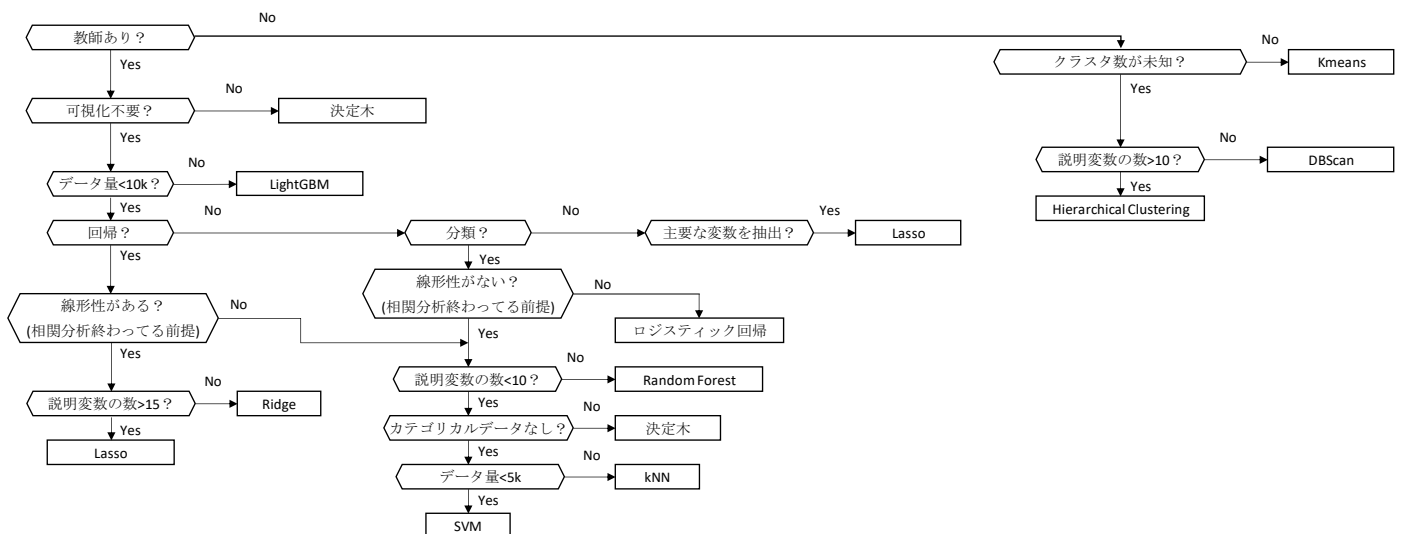 No
教師あり？
Yes
No
クラスタ数が未知？
Kmeans
Yes
No
可視化不要？
決定木
Yes
No
説明変数の数>10？
DBScan
Yes
Hierarchical Clustering
No
データ量<10k？
LightGBM
Yes
No
回帰？
No
分類？
Yes
主要な変数を抽出？
Lasso
Yes
Yes
線形性がある？
(相関分析終わってる前提)
No
線形性がない？
(相関分析終わってる前提)
No
ロジスティック回帰
Yes
Yes
No
説明変数の数>15？
Ridge
Yes
Lasso
No
説明変数の数<10？
Random Forest
Yes
No
カテゴリカルデータなし？
決定木
Yes
No
データ量<5k
kNN
Yes
SVM